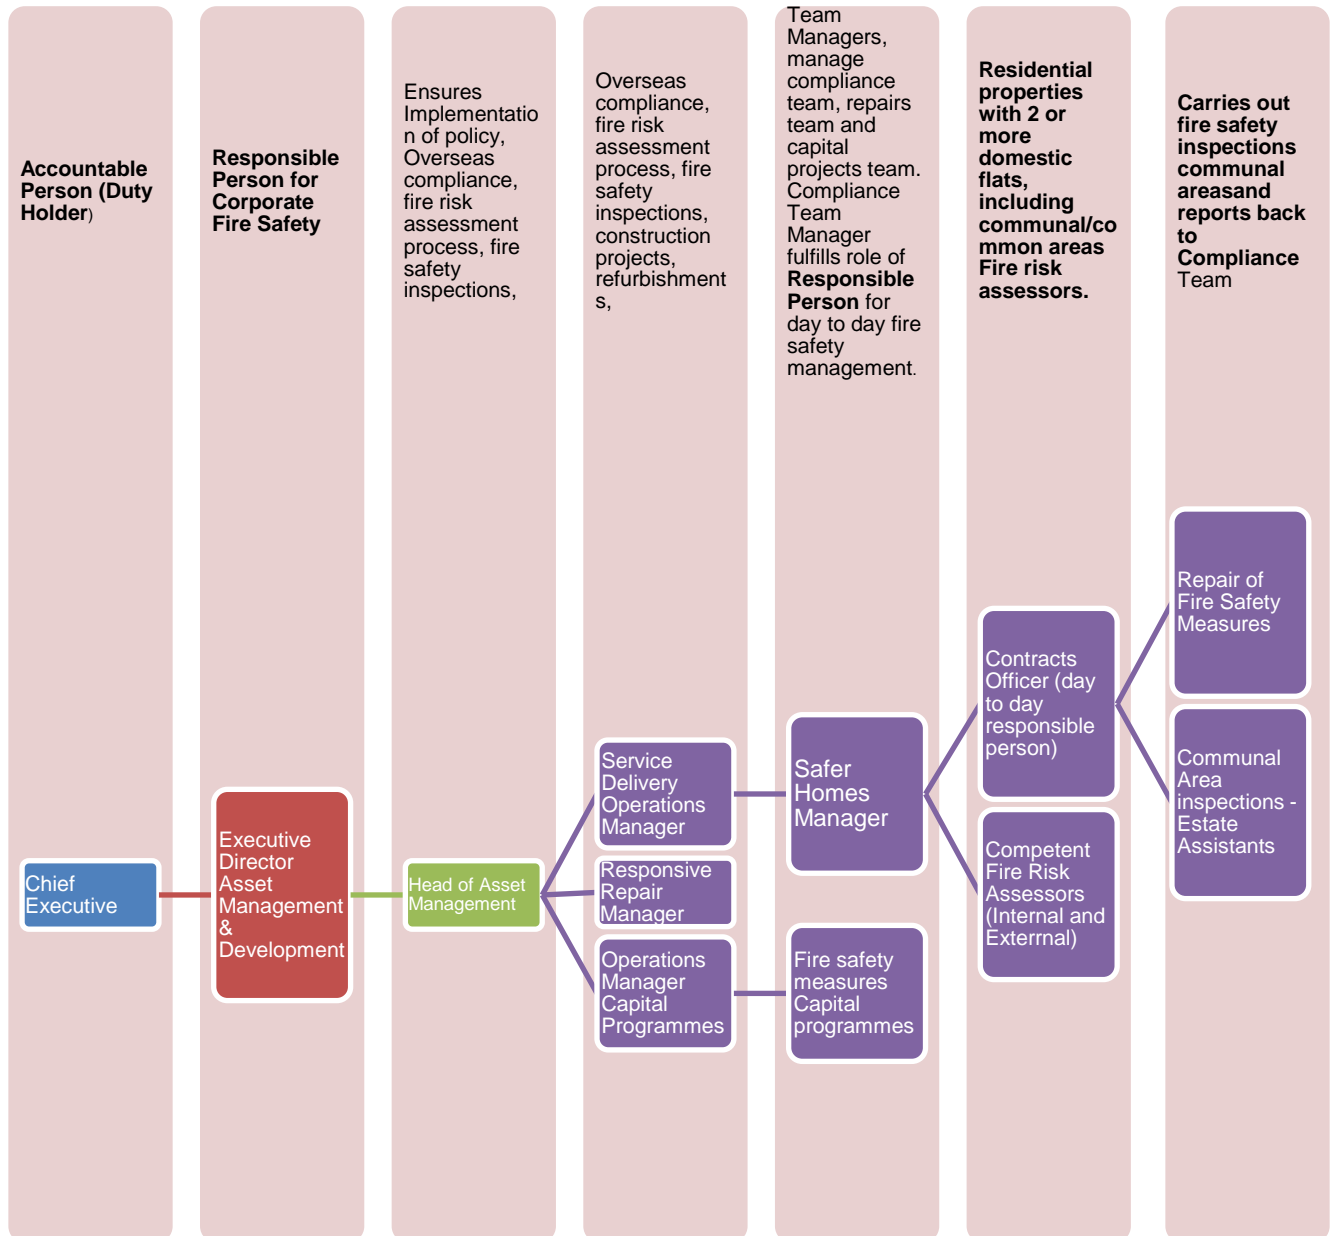 Accountable
Person (Duty
Holder)
Responsible
Person for
Corporate
Fire Safety
Ensures
Implementatio
n of policy,
Overseas
compliance,
fire risk
assessment
process, fire
safety
inspections,
Overseas
compliance,
fire risk
assessment
process, fire
safety
inspections,
construction
projects,
refurbishment
s,
Team
Managers,
manage
compliance
team, repairs
team and
capital
projects team.
Compliance
Team
Manager
fulfills role of
Responsible
Person for
day to day fire
safety
management.
Residential
properties
with 2 or
more
domestic
flats,
including
communal/co
mmon areas
Fire risk
assessors.
Carries out
fire safety
inspections
communal
areasand
reports back
to
Compliance
Team
Chief
Executive
Executive
Director
Asset
Management
&
Development
Head of Asset
Management
Service
Delivery
Operations
Manager
Responsive
Repair
Manager
Operations
Manager
Capital
Programmes
Safer
Homes
Manager
Fire safety
measures
Capital
programmes
Contracts
Officer (day
to day
responsible
person)
Competent
Fire Risk
Assessors
(Internal and
Exterrnal)
Repair of
Fire Safety
Measures
Communal
Area
inspections -
Estate
Assistants